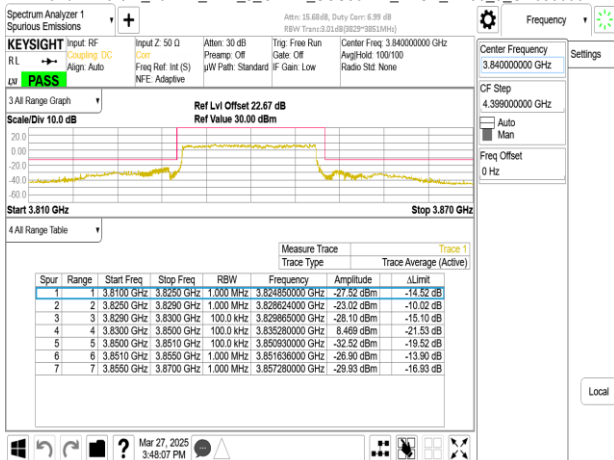 Spectrum Analyzer 1
Spurious Emissions
Attn: 15.68dB, Duty Corr: 6.99 dB
RBW Trans:3.01dB(3829~3851MHz)
Frequency
KEYSIGHT Input: RF Input Z: 50 Ω Atten: 30 dB Trig: Free Run Center Freq: 3.840000000 GHz
RL Coupling: DC Corr Preamp: Off Gate: Off Avg|Hold: 100/100
Align: Auto Freq Ref: Int (S) µW Path: Standard IF Gain: Low Radio Std: None
LXI PASS NFE: Adaptive
Center Frequency
3.840000000 GHz
Settings
CF Step
4.399000000 GHz
Auto
Man
Freq Offset
0 Hz
3 All Range Graph
Ref Lvl Offset 22.67 dB
Scale/Div 10.0 dB Ref Value 30.00 dBm
20.0
0.00
-20.0
-40.0
-60.0
Start 3.810 GHz Stop 3.870 GHz
4 All Range Table
Measure Trace Trace 1
Trace Type Trace Average (Active)
Spur Range Start Freq Stop Freq RBW Frequency Amplitude ΔLimit
1 1 3.8100 GHz 3.8250 GHz 1.000 MHz 3.824850000 GHz -27.52 dBm -14.52 dB
2 2 3.8250 GHz 3.8290 GHz 1.000 MHz 3.828624000 GHz -23.02 dBm -10.02 dB
3 3 3.8290 GHz 3.8300 GHz 100.0 kHz 3.829865000 GHz -28.10 dBm -15.10 dB
4 4 3.8300 GHz 3.8500 GHz 100.0 kHz 3.835280000 GHz 8.469 dBm -21.53 dB
5 5 3.8500 GHz 3.8510 GHz 100.0 kHz 3.850930000 GHz -32.52 dBm -19.52 dB
6 6 3.8510 GHz 3.8550 GHz 1.000 MHz 3.851636000 GHz -26.90 dBm -13.90 dB
7 7 3.8550 GHz 3.8700 GHz 1.000 MHz 3.857280000 GHz -29.93 dBm -16.93 dB
Local
Mar 27, 2025
3:48:07 PM